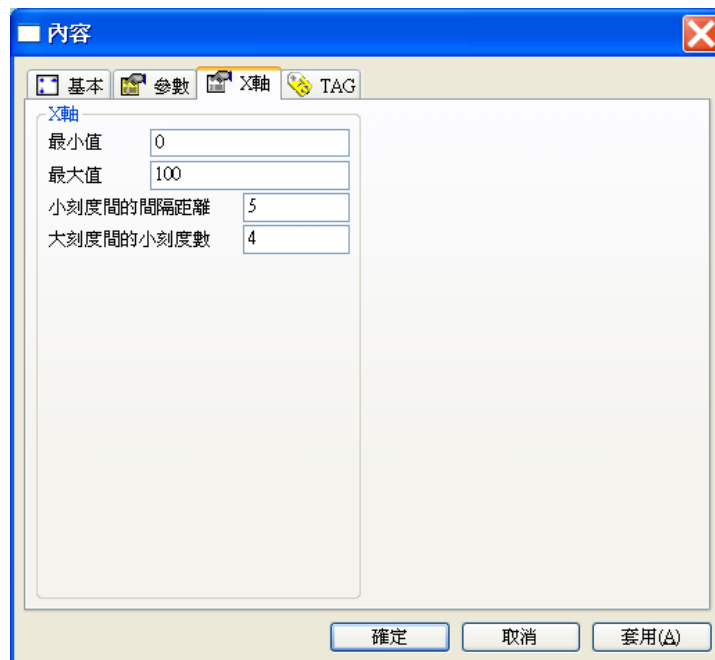 內容
基本 參數 X軸 TAG
X軸
最小值 0
最大值 100
小刻度間的間隔距離 5
大刻度間的小刻度數 4
確定 取消 套用(A)